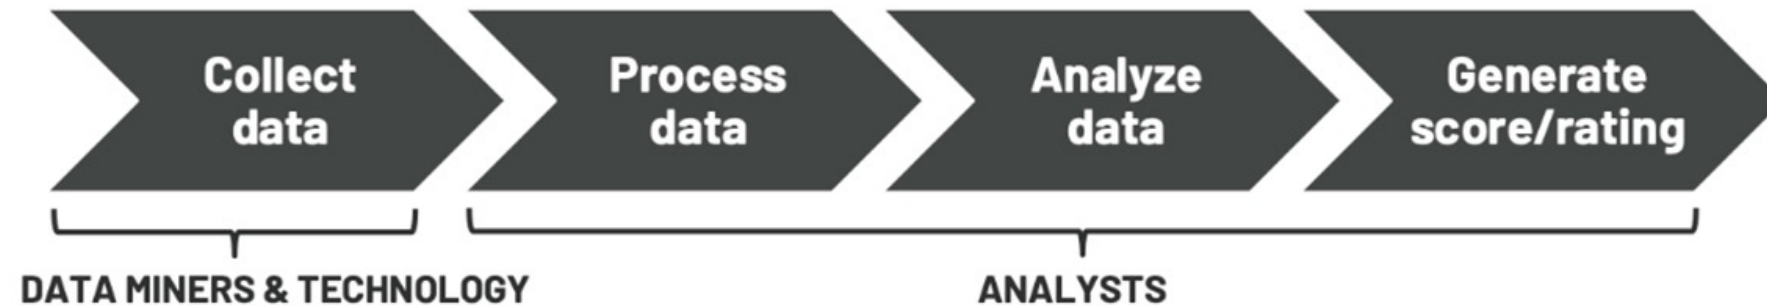 Collect
data
Process
data
Analyze
data
Generate
score/rating
DATA MINERS & TECHNOLOGY
ANALYSTS